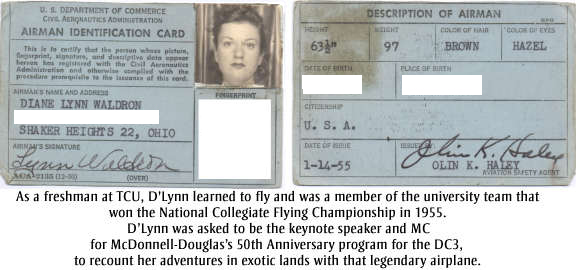 U. S. DEPARTMENT OF COMMERCE
CIVIL AERONAUTICS ADMINISTRATION
AIRMAN IDENTIFICATION CARD
This is to certify that the person whose picture,
fingerprint, signature, and descriptive data appear
hereon has registered with the Civil Aeronautics
Administration and otherwise complied with the
procedure prerequisite to the issuance of this card.
AIRMAN'S NAME AND ADDRESS
DIANE LYNN WALDRON
SHAKER HEIGHTS 22, OHIO
AIRMAN'S SIGNATURE
Lynn Waldron
(OVER)
FINGERPRINT
DESCRIPTION OF AIRMAN
HEIGHT
63½"
WEIGHT
97
COLOR OF HAIR
BROWN
COLOR OF EYES
HAZEL
DATE OF BIRTH
PLACE OF BIRTH
CITIZENSHIP
U. S. A.
DATE OF ISSUE
1-14-55
ISSUED BY
Olin K. Haley
OLIN K. HALEY
AVIATION SAFETY AGENT
As a freshman at TCU, D'Lynn learned to fly and was a member of the university team that
won the National Collegiate Flying Championship in 1955.
D'Lynn was asked to be the keynote speaker and MC
for McDonnell-Douglas's 50th Anniversary program for the DC3,
to recount her adventures in exotic lands with that legendary airplane.